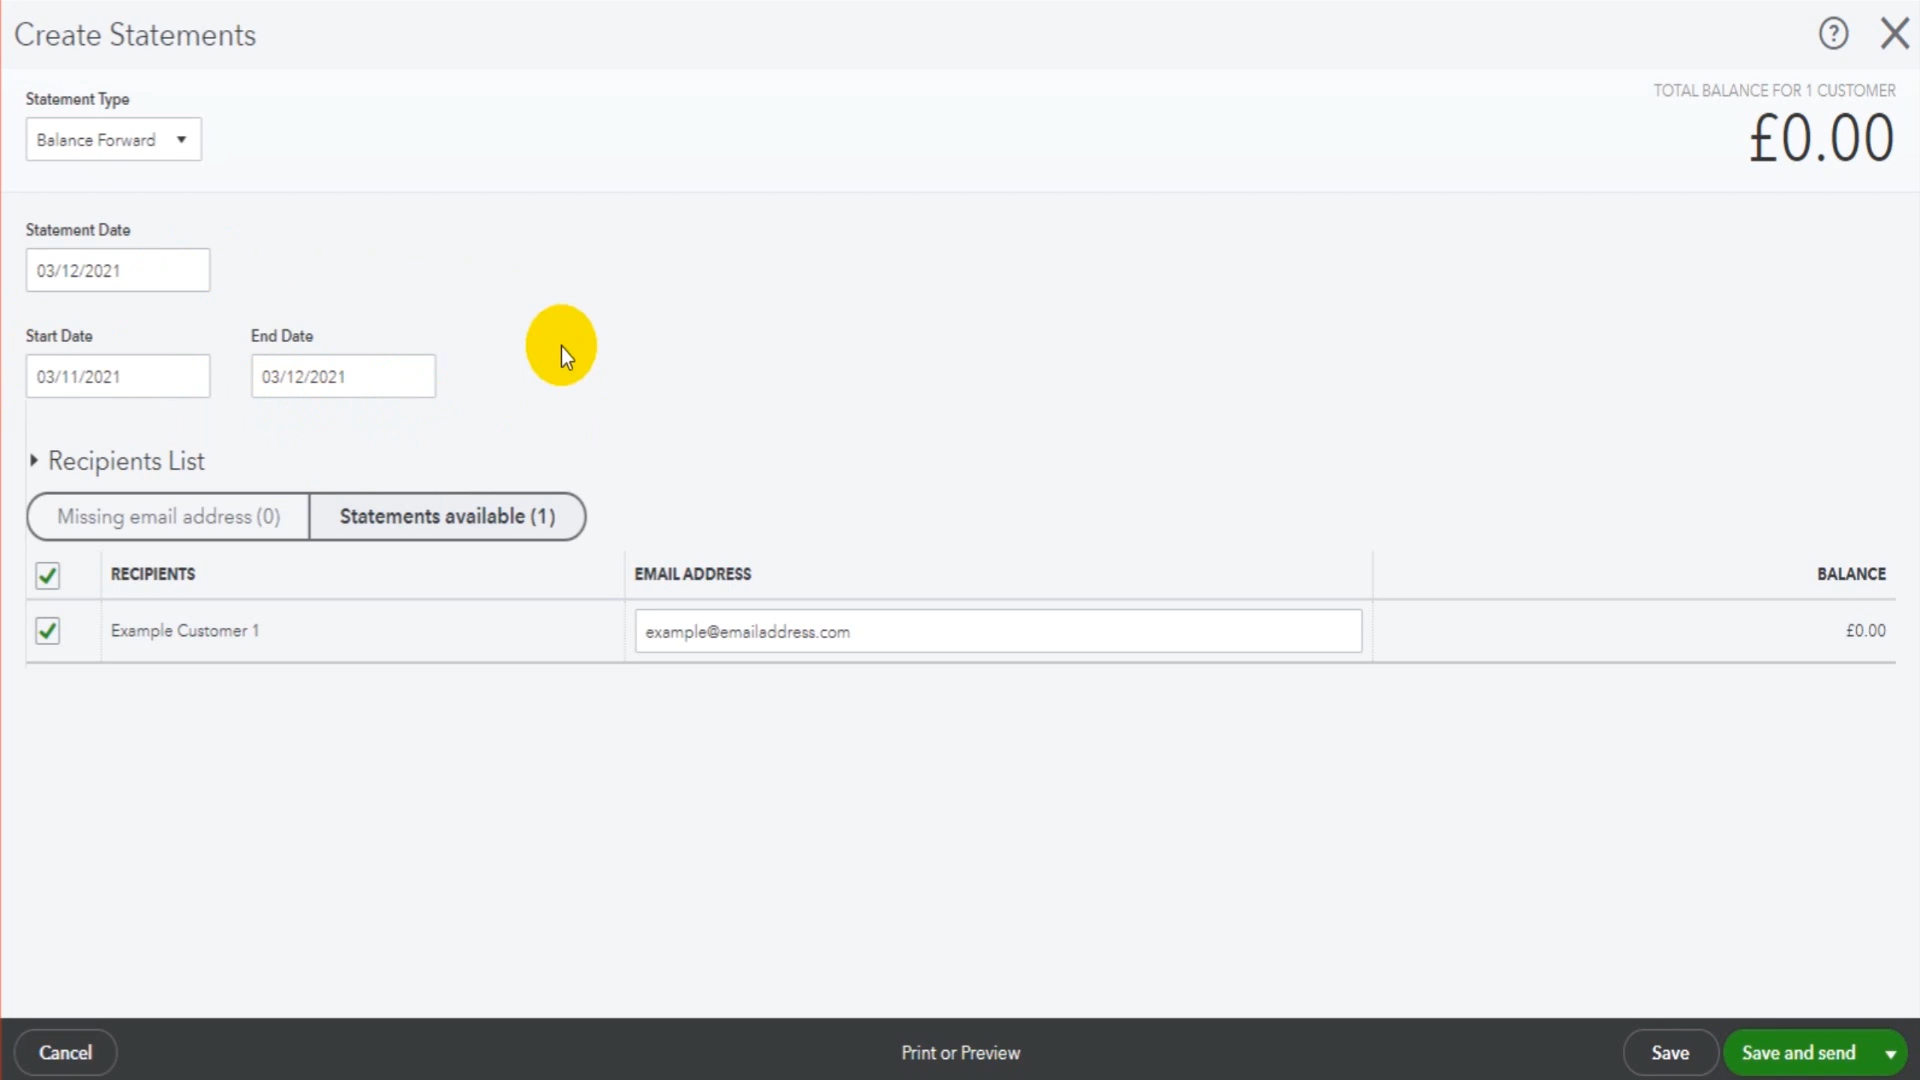 Create Statements
?
Statement Type
TOTAL BALANCE FOR 1 CUSTOMER
Balance Forward
£0.00
Statement Date
03/12/2021
Start Date
End Date
03/11/2021
03/12/2021
Recipients List
Missing email address (0)
Statements available (1)
RECIPIENTS
EMAIL ADDRESS
BALANCE
Example Customer 1
example@emailaddress.com
£0.00
Cancel
Print or Preview
Save
Save and send